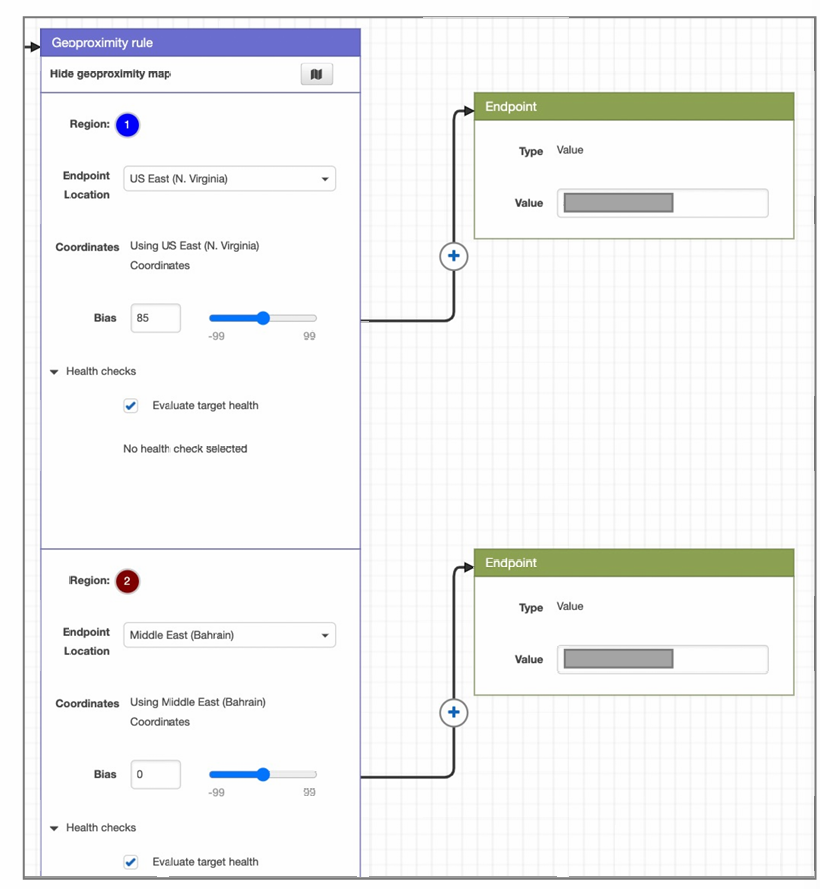 Geoproximity rule
Hide geoproximity map
Region: 1
Endpoint Location
US East (N. Virginia)
Coordinates
Using US East (N. Virginia)
Coordinates
Bias
85
-99
99
Health checks
Evaluate target health
No health check selected
Endpoint
Type
Value
Value
Region: 2
Endpoint Location
Middle East (Bahrain)
Coordinates
Using Middle East (Bahrain)
Coordinates
Bias
0
-99
99
Health checks
Evaluate target health
Endpoint
Type
Value
Value